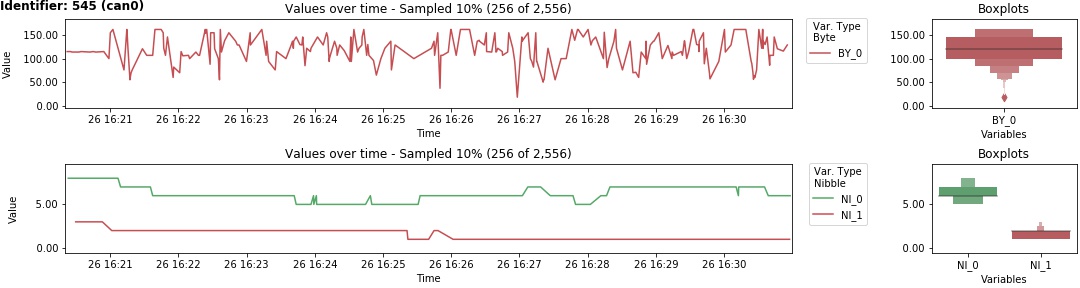 Identifier: 545 (can0)
Values over time - Sampled 10% (256 of 2,556)
Value
150.00
100.00
50.00
0.00
26 16:21 26 16:22 26 16:23 26 16:24 26 16:25 26 16:26 26 16:27 26 16:28 26 16:29 26 16:30
Time
Var. Type
Byte
BY_0
Boxplots
150.00
100.00
50.00
0.00
BY_0
Variables
Values over time - Sampled 10% (256 of 2,556)
Value
5.00
0.00
26 16:21 26 16:22 26 16:23 26 16:24 26 16:25 26 16:26 26 16:27 26 16:28 26 16:29 26 16:30
Time
Var. Type
Nibble
NI_0
NI_1
Boxplots
5.00
0.00
NI_0 NI_1
Variables